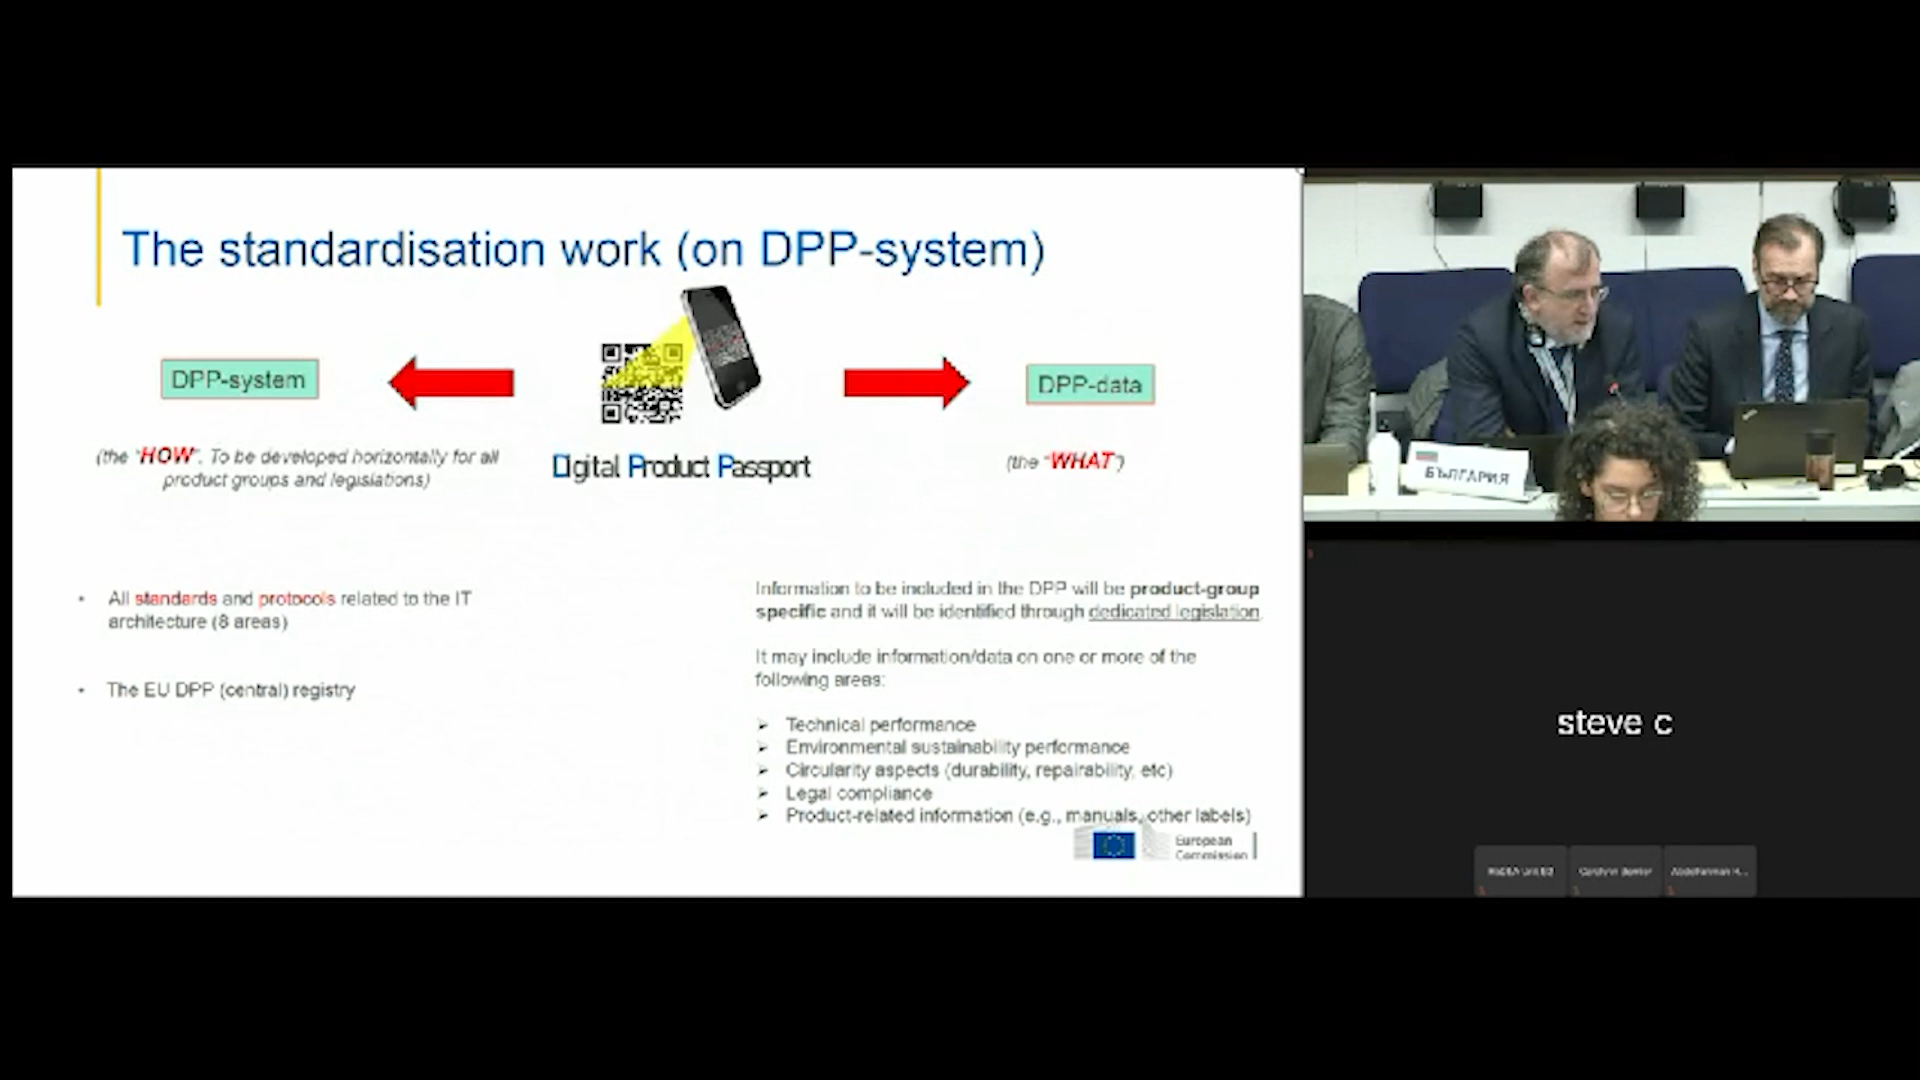 The standardisation work (on DPP-system)
DPP-system
DPP-data
(the "HOW". To be developed horizontally for all
product groups and legislations)
Digital Product Passport
(the "WHAT")
• All standards and protocols related to the IT
architecture (8 areas)
• The EU DPP (central) registry
Information to be included in the DPP will be product-group
specific and it will be identified through dedicated legislation.
It may include information/data on one or more of the
following areas:
➢ Technical performance
➢ Environmental sustainability performance
➢ Circularity aspects (durability, repairability, etc)
➢ Legal compliance
➢ Product-related information (e.g., manuals, other labels)
European
Commission
БЪЛГАРИЯ
steve c